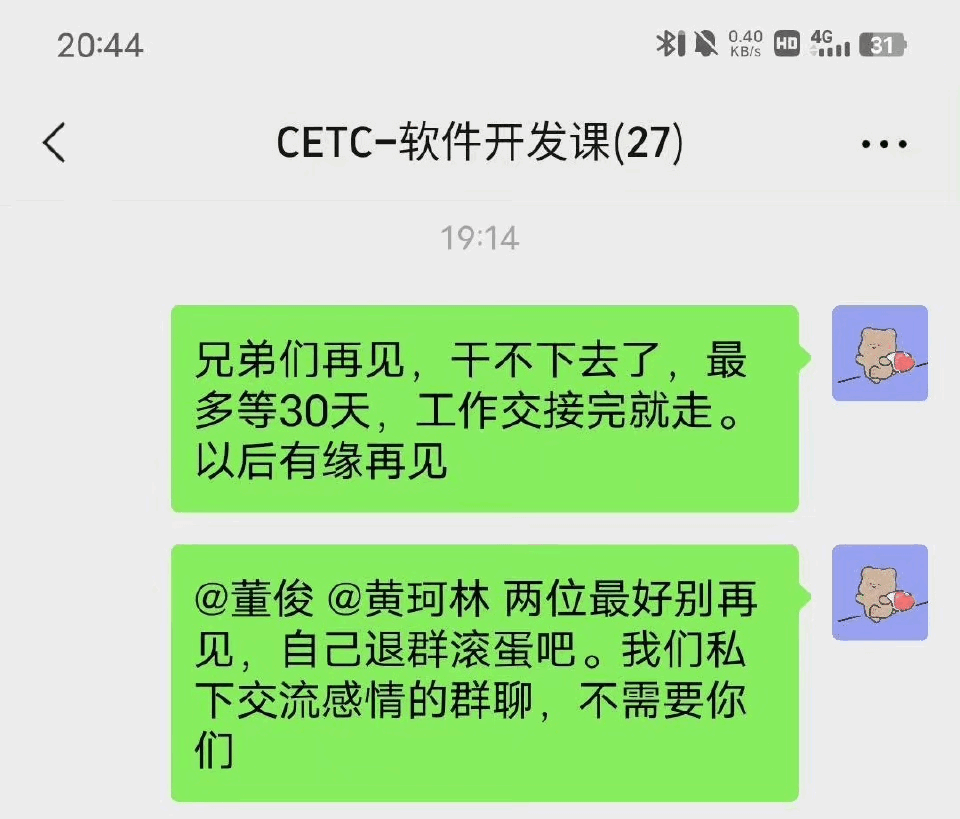 20:44
0.40 KB/s HD 4G 31
CETC-软件开发课(27)
19:14
兄弟们再见，干不下去了，最
多等30天，工作交接完就走。
以后有缘再见
@董俊 @黄珂林 两位最好别再
见，自己退群滚蛋吧。我们私
下交流感情的群聊，不需要你
们